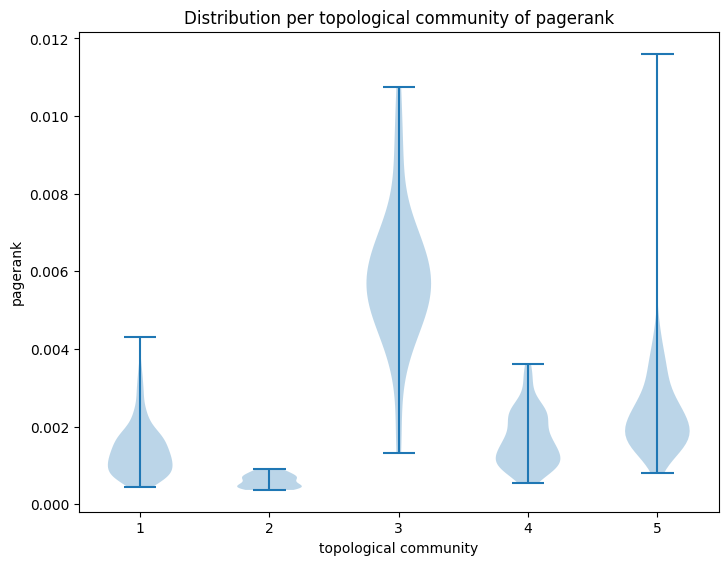 Distribution per topological community of pagerank
0.012
0.010
0.008
0.006
0.004
0.002
0.000
pagerank
1 2 3 4 5
topological community